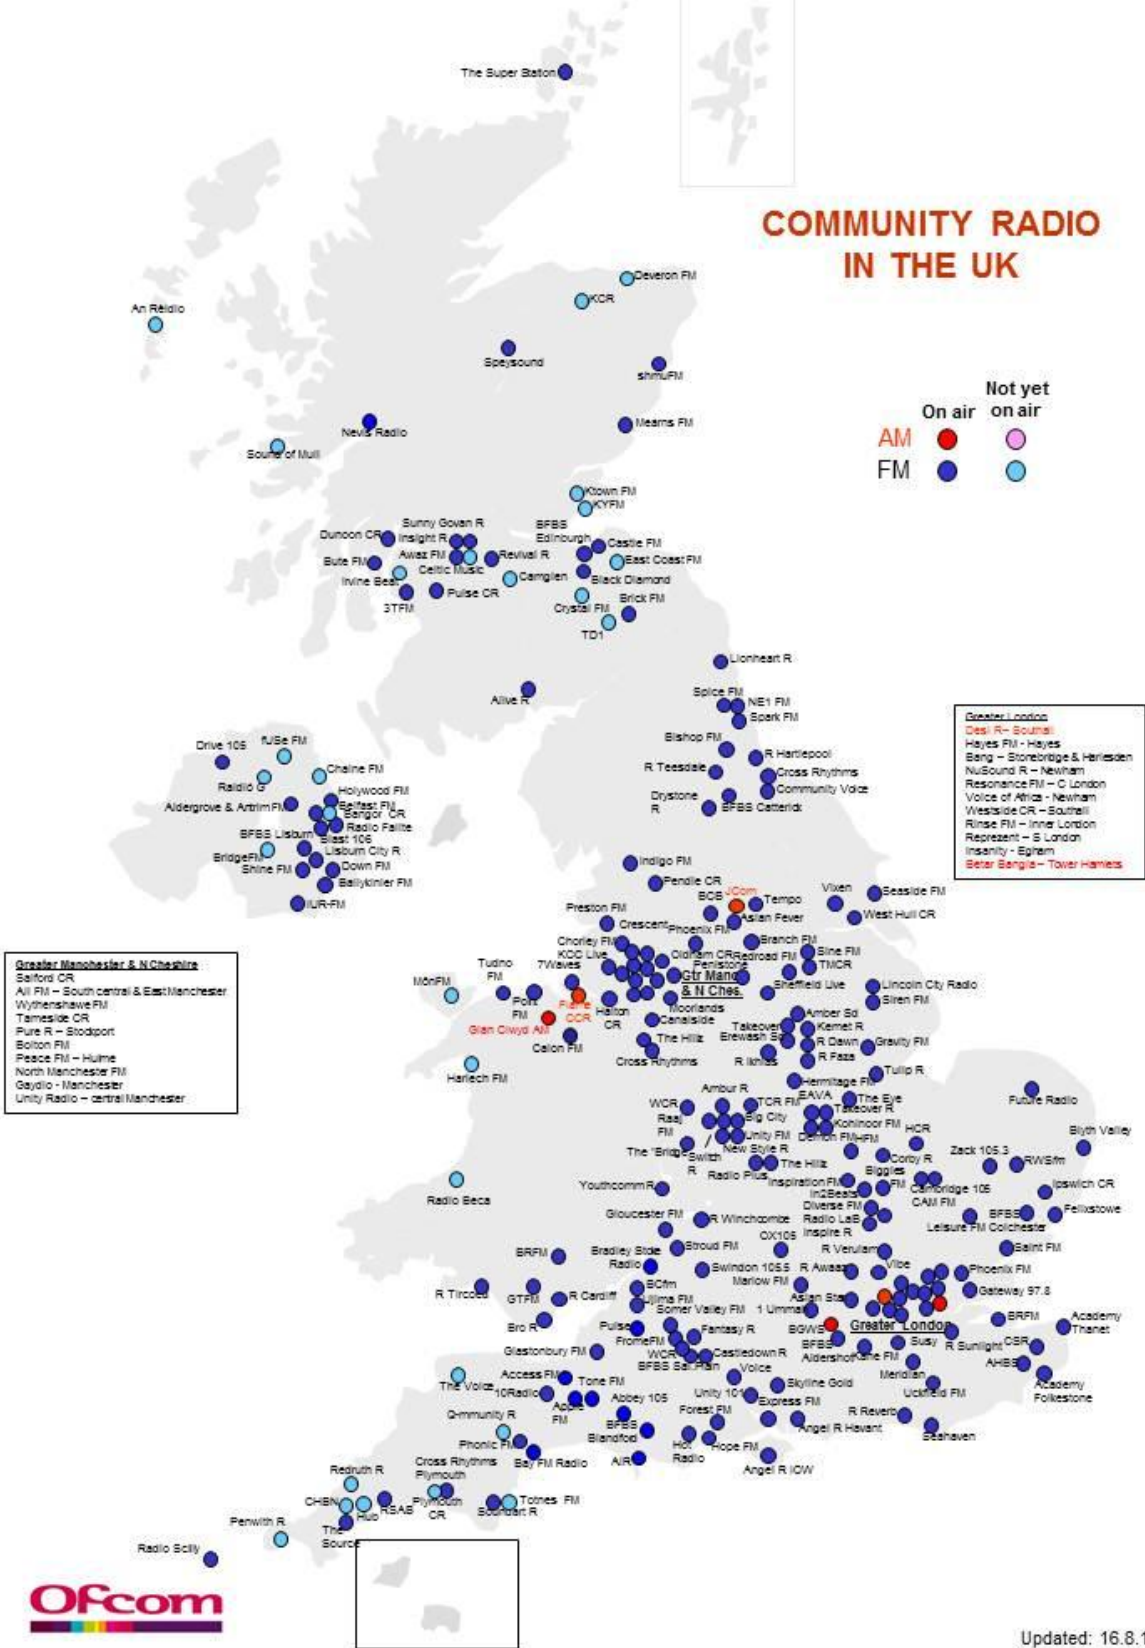 The Super Station
COMMUNITY RADIO
IN THE UK
Deveron FM
KCR
An Rèidio
Speysound
shmuFM
Not yet
On air
on air
AM
FM
Nevis Radio
Mearns FM
Sound of Mull
Ktown FM
KYFM
Sunny Govan R
BFBS
Edinburgh
Dunoon CR
Insight R
Castle FM
Awaz FM
Revival R
East Coast FM
Bute FM
Celtic Music
Irvine Beat
Camglen
Black Diamond
3TFM
Pulse CR
Crystal FM
Brick FM
TD1
Lionheart R
Alive R
Spice FM
NE1 FM
Spark FM
Bishop FM
R Hartlepool
R Teesdale
Cross Rhythms
Community Voice
Drystone
R
BFBS Catterick
Greater London
Desi R – Southall
Hayes FM - Hayes
Bang – Stonebridge & Harlesden
NuSound R – Newham
Resonance FM – C London
Voice of Africa - Newham
Westside CR – Southall
Rinse FM – Inner London
Reprezent – S London
Insanity - Egham
Betar Bangla – Tower Hamlets
Drive 105
fUSe FM
Chaine FM
Raidió G
Holywood FM
Aldergrove & Antrim FM
Belfast FM
Bangor CR
Radio Failte
BFBS Lisburn
Blast 106
BridgeFM
Lisburn City R
Shine FM
Down FM
Ballykinler FM
IUR-FM
Indigo FM
Pendle CR
BCB
JCom
Tempo
Vixen
Seaside FM
Preston FM
Asian Fever
West Hull CR
Crescent
Phoenix FM
Chorley FM
Branch FM
KCC Live
Oldham CR
Redroad FM
Sine FM
Penistone
TMCR
Greater Manchester & N Cheshire
Salford CR
All FM – South central & East Manchester
Wythenshawe FM
Tameside CR
Pure R – Stockport
Bolton FM
Peace FM – Hulme
North Manchester FM
Gaydio - Manchester
Unity Radio – central Manchester
MônFM
Tudno
FM
7Waves
Gtr Manc
& N Ches.
Sheffield Live
Lincoln City Radio
Siren FM
Point
FM
Flame
CCR
Halton
CR
Moorlands
Glan Clwyd AM
Canalside
Amber Sd
Takeover
Kemet R
Calon FM
The Hillz
Erewash Sd
R Dawn
Gravity FM
Cross Rhythms
R Ikhlas
R Faza
Harlech FM
Tulip R
Hermitage FM
Ambur R
EAVA
The Eye
Future Radio
WCR
TCR FM
Takeover R
Raaj
FM
Big City
Kohinoor FM
Blyth Valley
Unity FM
Demon FM
HFM
HCR
The 'Bridge
Switch
R
New Style R
Corby R
Zack 105.3
RWSfm
Radio Plus
The Hillz
Biggles
FM
Radio Beca
Youthcomm R
Inspiration FM
Cambridge 105
Ipswich CR
In2Beats
CAM FM
Gloucester FM
R Winchcombe
Diverse FM
Radio LaB
Inspire R
Leisure FM
BFBS
Colchester
Felixstowe
BRFM
Bradley Stoke
Radio
Stroud FM
OX105
R Verulam
Saint FM
Swindon 105.5
R Awaaz
Vibe
Phoenix FM
R Tircoed
GTFM
R Cardiff
BCfm
Ujima FM
Marlow FM
Asian Star
Gateway 97.8
Bro R
Somer Valley FM
1 Ummah
BGWS
Greater London
BRFM
Academy
Thanet
Pulse
FromeFM
Fantasy R
BFBS
Aldershot
Susy
R Sunlight
CSR
Glastonbury FM
WCR
Castledown R
BFBS Sal.Plain
Kane FM
Meridian
AHBS
Academy
Folkestone
The Voice
Access FM
Tone FM
Voice
Uckfield FM
10Radio
Abbey 105
Unity 101
Skyline Gold
Apple
FM
Express FM
Q-mmunity R
BFBS
Blandford
Forest FM
R Reverb
Phonic FM
Angel R Havant
Seahaven
Bay FM Radio
AIR
Hot
Radio
Hope FM
Angel R IOW
Redruth R
Cross Rhythms
Plymouth
CHBN
Hub
RSAB
Plymouth
CR
Soundart R
Totnes FM
Penwith R
The
Source
Radio Scilly
Ofcom
Updated: 16.8.1